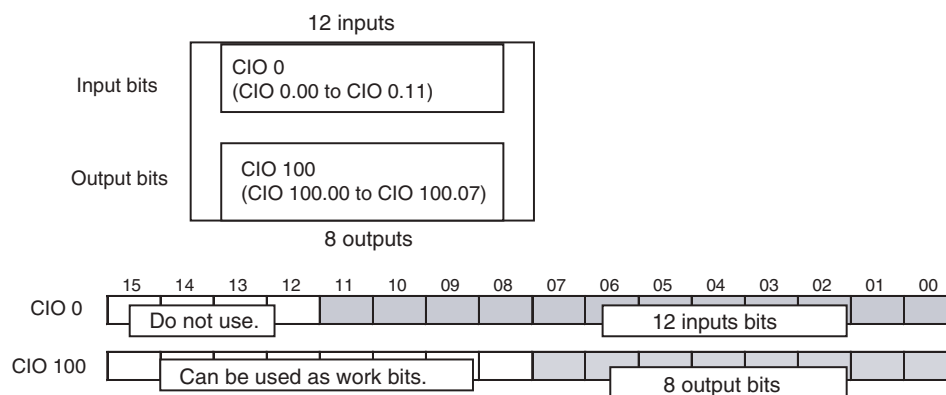 12 inputs
Input bits
CIO 0
(CIO 0.00 to CIO 0.11)
Output bits
CIO 100
(CIO 100.00 to CIO 100.07)
8 outputs
15 14 13 12 11 10 09 08 07 06 05 04 03 02 01 00
CIO 0
Do not use.
12 inputs bits
CIO 100
Can be used as work bits.
8 output bits